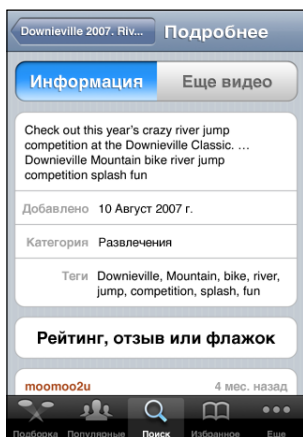 Downieville 2007. Riv... Подробнее
Информация Еще видео
Check out this year's crazy river jump
competition at the Downieville Classic. ...
Downieville Mountain bike river jump
competition splash fun
Добавлено 10 Август 2007 г.
Категория Развлечения
Теги Downieville, Mountain, bike, river,
jump, competition, splash, fun
Рейтинг, отзыв или флажок
moomoo2u 4 мес. назад
Подборка Популярные Поиск Избранное Еще